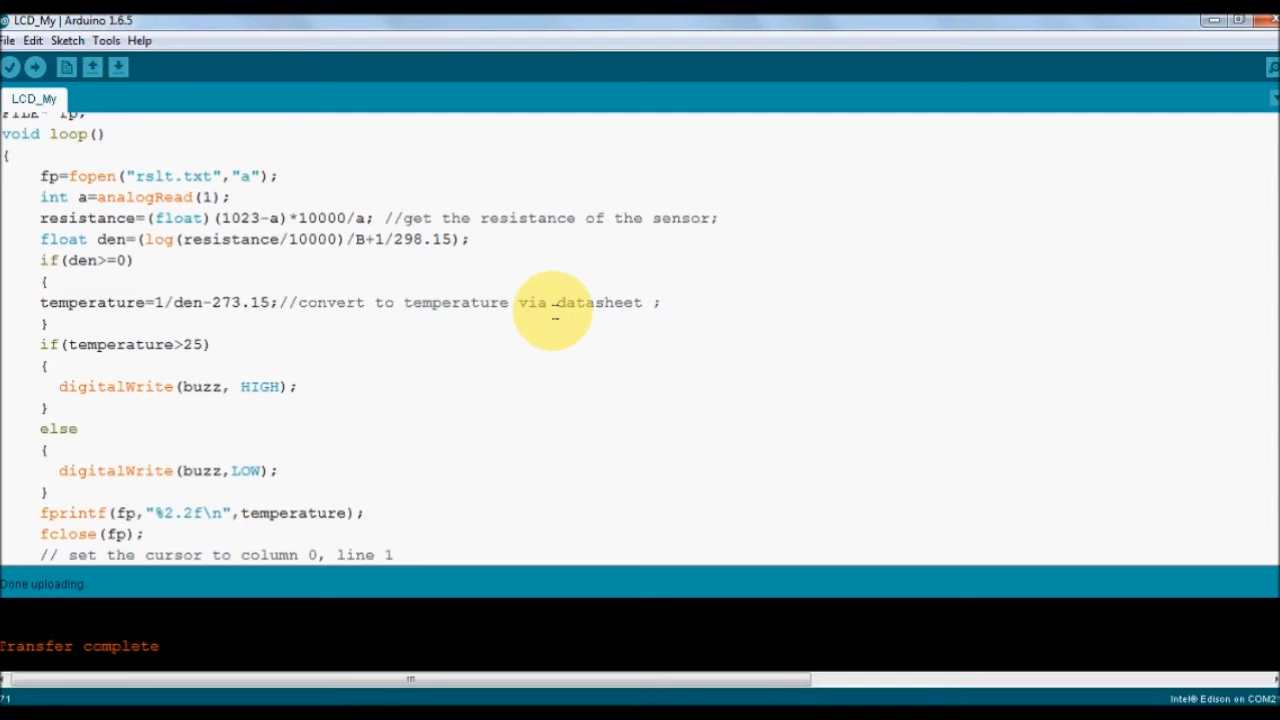 LCD_My | Arduino 1.6.5
File Edit Sketch Tools Help
LCD_My
FILE* fp;
void loop()
{
fp=fopen("rslt.txt","a");
int a=analogRead(1);
resistance=(float)(1023-a)*10000/a; //get the resistance of the sensor;
float den=(log(resistance/10000)/B+1/298.15);
if(den>=0)
{
temperature=1/den-273.15;//convert to temperature via datasheet ;
}
if(temperature>25)
{
digitalWrite(buzz, HIGH);
}
else
{
digitalWrite(buzz,LOW);
}
fprintf(fp,"%2.2f\n",temperature);
fclose(fp);
// set the cursor to column 0, line 1
Done uploading.
Transfer complete
71
Intel® Edison on COM2